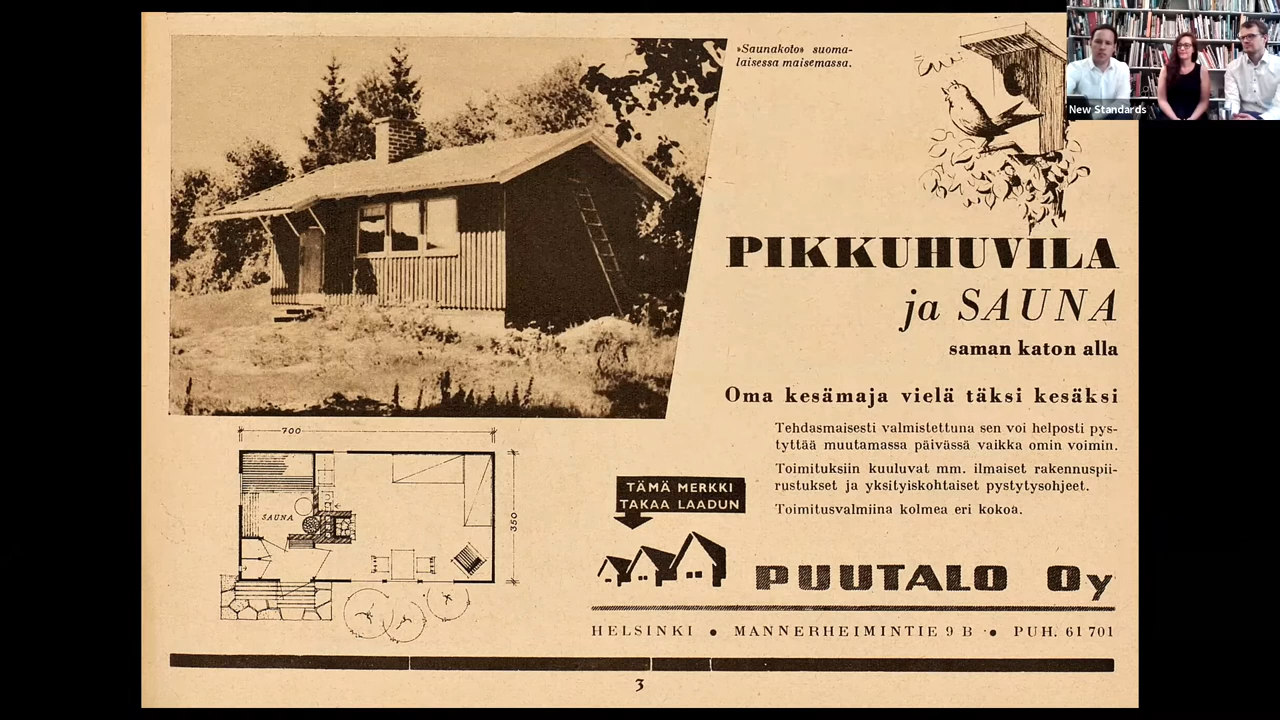 »Saunakoto» suoma-
laisessa maisemassa.
New Standards
PIKKUHUVILA
ja SAUNA
saman katon alla
Oma kesämaja vielä täksi kesäksi
Tehdasmaisesti valmistettuna sen voi helposti pys-
tyttää muutamassa päivässä vaikka omin voimin.
Toimituksiin kuuluvat mm. ilmaiset rakennuspii-
rustukset ja yksityiskohtaiset pystytysohjeet.
Toimitusvalmiina kolmea eri kokoa.
700
350
SAUNA
TÄMÄ MERKKI
TAKAA LAADUN
PUUTALO Oy
HELSINKI • MANNERHEIMINTIE 9 B • PUH. 61 701
3